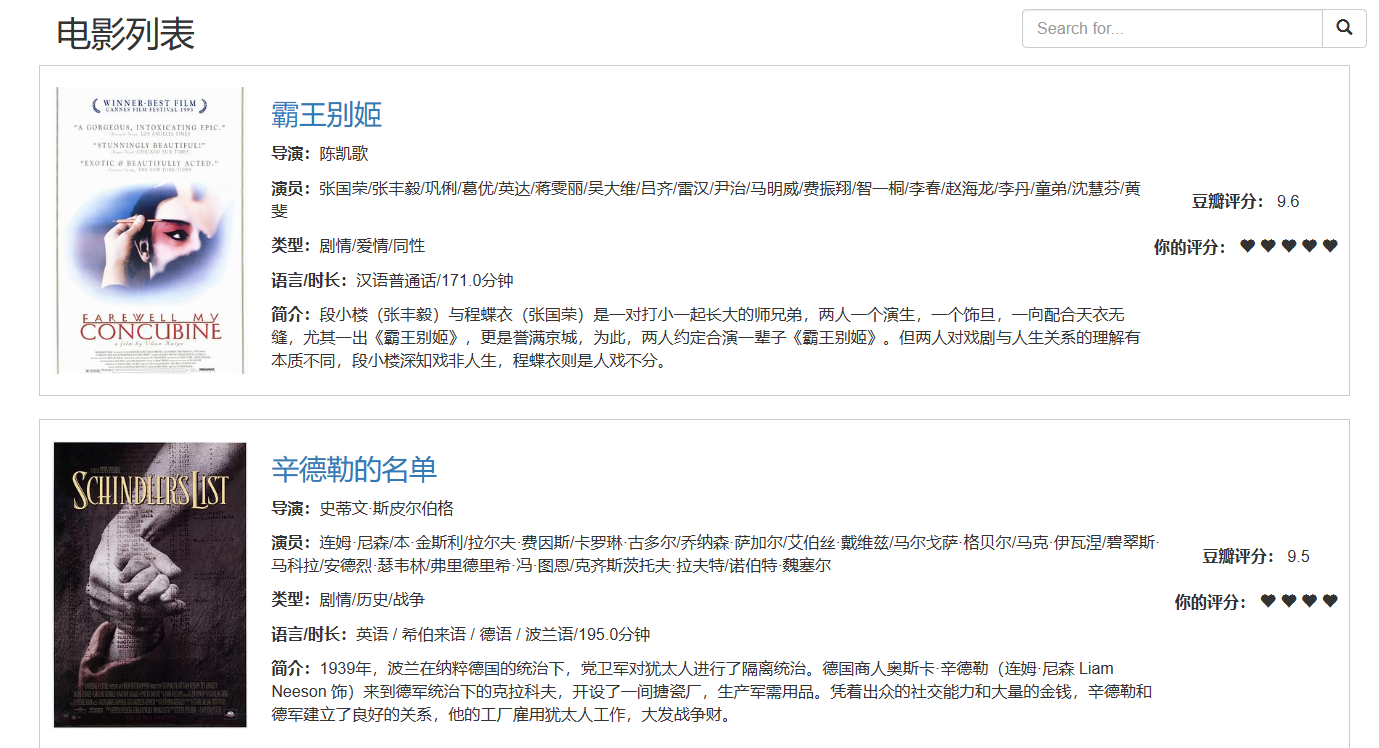 电影列表
Search for...
WINNER-BEST FILM
CANNES FILM FESTIVAL 1993
"A GORGEOUS, INTOXICATING EPIC."
"STUNNINGLY BEAUTIFUL!"
"EXOTIC & BEAUTIFULLY ACTED."
FAREWELL MY
CONCUBINE
a film by Chen Kaige
霸王别姬
导演：陈凯歌
演员：张国荣/张丰毅/巩俐/葛优/英达/蒋雯丽/吴大维/吕齐/雷汉/尹治/马明威/费振翔/智一桐/李春/赵海龙/李丹/童弟/沈慧芬/黄
斐
类型：剧情/爱情/同性
语言/时长：汉语普通话/171.0分钟
简介：段小楼（张丰毅）与程蝶衣（张国荣）是一对打小一起长大的师兄弟，两人一个演生，一个饰旦，一向配合天衣无
缝，尤其一出《霸王别姬》，更是誉满京城，为此，两人约定合演一辈子《霸王别姬》。但两人对戏剧与人生关系的理解有
本质不同，段小楼深知戏非人生，程蝶衣则是人戏不分。
豆瓣评分： 9.6
你的评分：
SCHINDLER'S LIST
辛德勒的名单
导演：史蒂文·斯皮尔伯格
演员：连姆·尼森/本·金斯利/拉尔夫·费因斯/卡罗琳·古多尔/乔纳森·萨加尔/艾伯丝·戴维兹/马尔戈萨·格贝尔/马克·伊瓦涅/碧翠斯·
马科拉/安德烈·瑟韦林/弗里德里希·冯·图恩/克齐斯茨托夫·拉夫特/诺伯特·魏塞尔
类型：剧情/历史/战争
语言/时长：英语 / 希伯来语 / 德语 / 波兰语/195.0分钟
简介：1939年，波兰在纳粹德国的统治下，党卫军对犹太人进行了隔离统治。德国商人奥斯卡·辛德勒（连姆·尼森 Liam
Neeson 饰）来到德军统治下的克拉科夫，开设了一间搪瓷厂，生产军需用品。凭着出众的社交能力和大量的金钱，辛德勒和
德军建立了良好的关系，他的工厂雇用犹太人工作，大发战争财。
豆瓣评分： 9.5
你的评分：